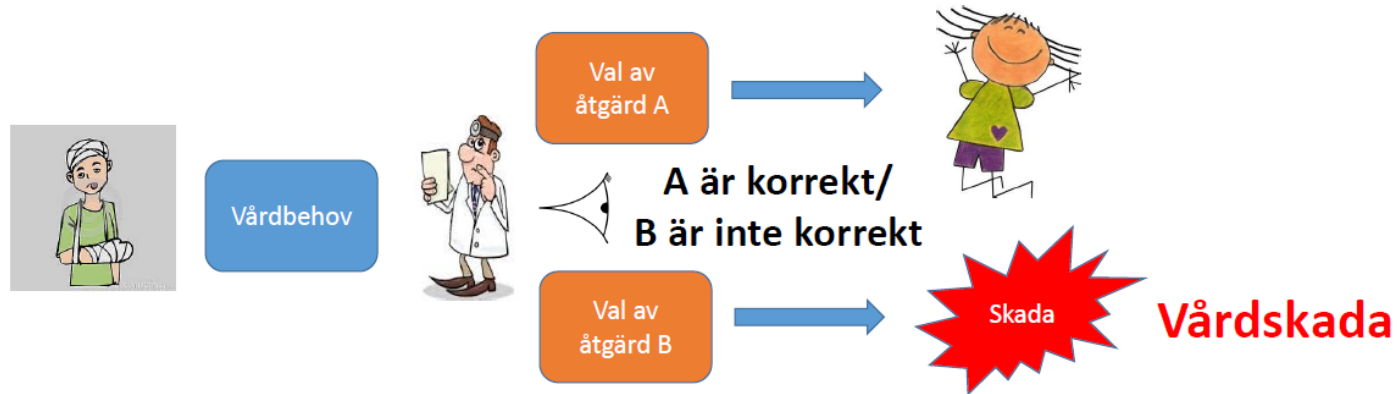 Vårdbehov
Val av
åtgärd A
A är korrekt/
B är inte korrekt
Val av
åtgärd B
Skada
Vårdskada